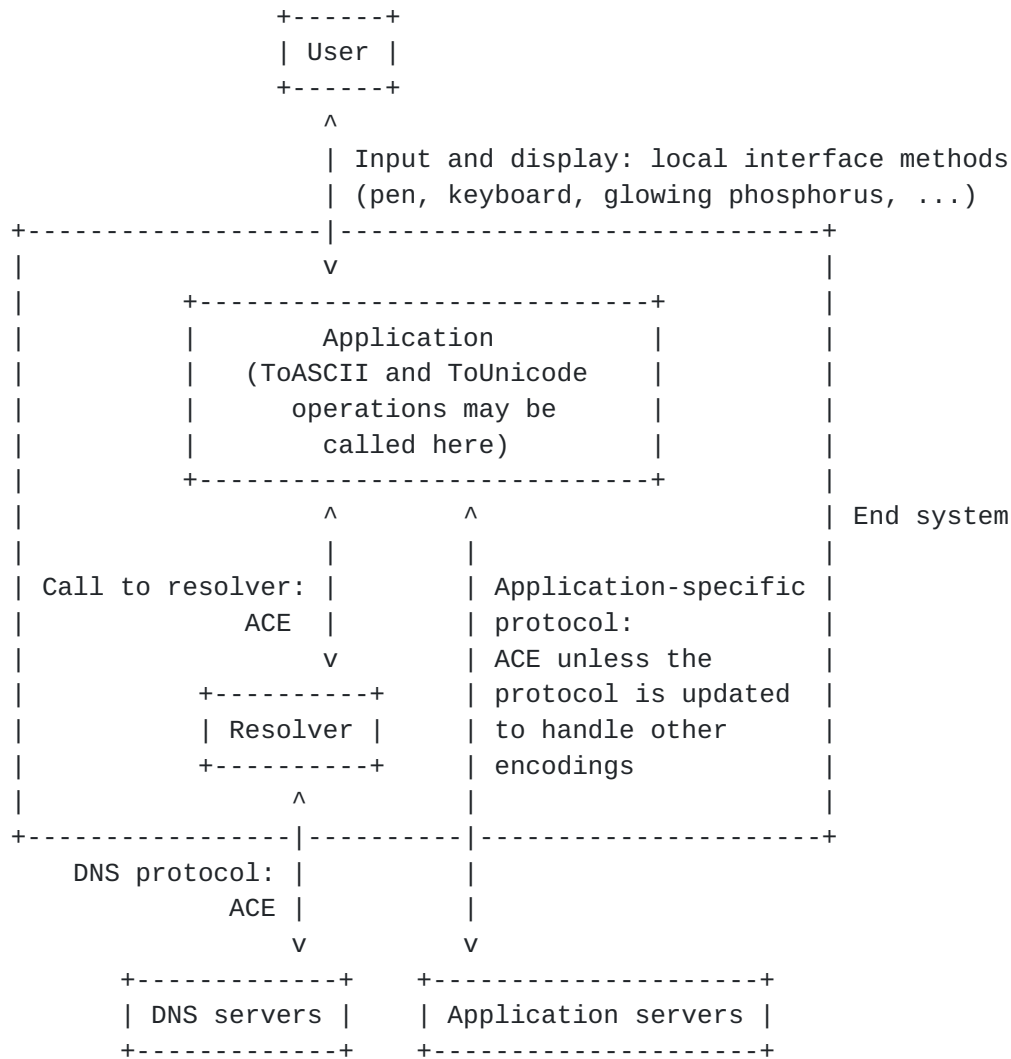 User
Input and display: local interface methods
(pen, keyboard, glowing phosphorus, ...)
Application
(ToASCII and ToUnicode
operations may be
called here)
End system
Call to resolver:
ACE
Application-specific
protocol:
ACE unless the
protocol is updated
to handle other
encodings
Resolver
DNS protocol:
ACE
DNS servers
Application servers